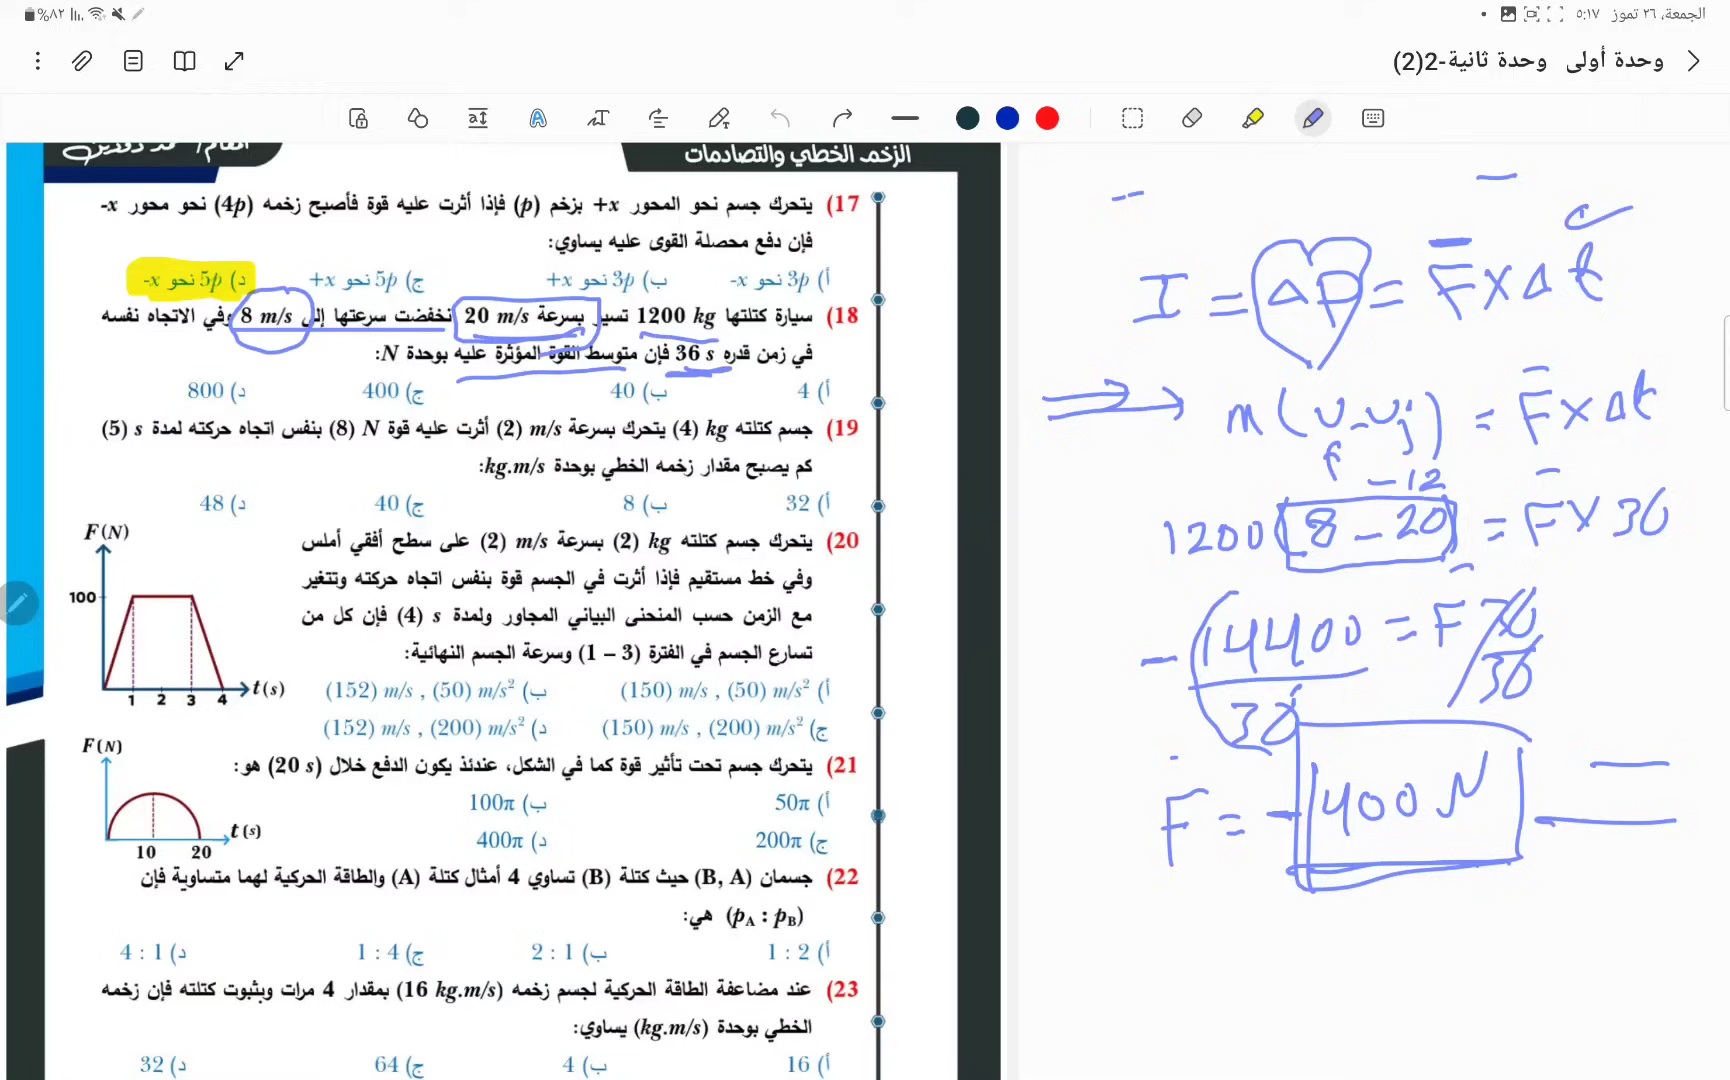 %٨٢
الجمعة، ٢٦ تموز ٥:١٧
وحدة أولى وحدة ثانية-2(2)
الزخم الخطي والتصادمات
17) يتحرك جسم نحو المحور x+ بزخم (p) فإذا أثرت عليه قوة فأصبح زخمه (4p) نحو محور x-
فإن دفع محصلة القوى عليه يساوي:
أ) 3p نحو x- ب) 3p نحو x+ ج) 5p نحو x+ د) 5p نحو x-
18) سيارة كتلتها 1200 kg تسير بسرعة 20 m/s نخفضت سرعتها إلى 8 m/s وفي الاتجاه نفسه
في زمن قدره 36 s فإن متوسط القوة المؤثرة عليه بوحدة N:
أ) 4 ب) 40 ج) 400 د) 800
19) جسم كتلته (4) kg يتحرك بسرعة (2) m/s أثرت عليه قوة (8) N بنفس اتجاه حركته لمدة (5) s
كم يصبح مقدار زخمه الخطي بوحدة kg.m/s:
أ) 32 ب) 8 ج) 40 د) 48
20) يتحرك جسم كتلته (2) kg بسرعة (2) m/s على سطح أفقي أملس
وفي خط مستقيم فإذا أثرت في الجسم قوة بنفس اتجاه حركته وتتغير
مع الزمن حسب المنحنى البياني المجاور ولمدة (4) s فإن كل من
تسارع الجسم في الفترة (3 – 1) وسرعة الجسم النهائية:
أ) (150) m/s , (50) m/s² ب) (152) m/s , (50) m/s²
ج) (150) m/s , (200) m/s² د) (152) m/s , (200) m/s²
F(N)
100
1 2 3 4 t(s)
21) يتحرك جسم تحت تأثير قوة كما في الشكل، عندئذ يكون الدفع خلال (20 s) هو:
أ) 50π ب) 100π
ج) 200π د) 400π
F(N)
t(s)
10 20
22) جسمان (B, A) حيث كتلة (B) تساوي 4 أمثال كتلة (A) والطاقة الحركية لهما متساوية فإن
(pA : pB) هي:
أ) 1 : 2 ب) 2 : 1 ج) 1 : 4 د) 4 : 1
23) عند مضاعفة الطاقة الحركية لجسم زخمه (16 kg.m/s) بمقدار 4 مرات وبثبوت كتلته فإن زخمه
الخطي بوحدة (kg.m/s) يساوي:
أ) 16 ب) 4 ج) 64 د) 32
I = ΔP = F̄ × Δt
m(vf - vi) = F̄ × Δt
-12
1200(8 - 20) = F̄ × 36
-14400 = F̄ 36
36 36
F̄ = - 400 N